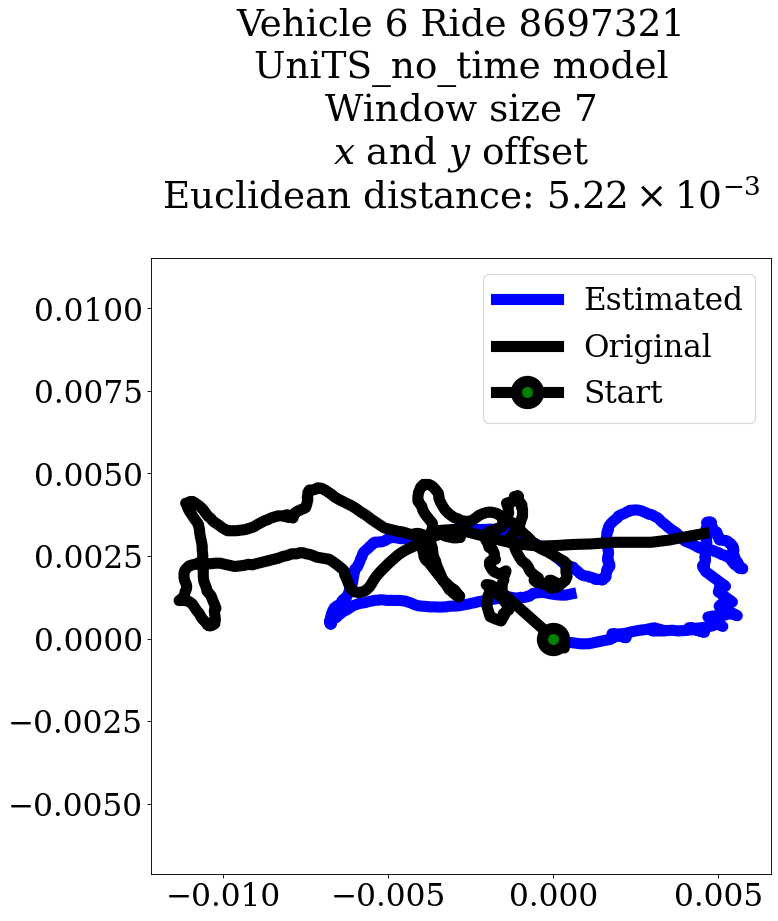 Vehicle 6 Ride 8697321
UniTS_no_time model
Window size 7
x and y offset
Euclidean distance: 5.22 × 10⁻³
Estimated
Original
Start
0.0100
0.0075
0.0050
0.0025
0.0000
−0.0025
−0.0050
−0.010 −0.005 0.000 0.005